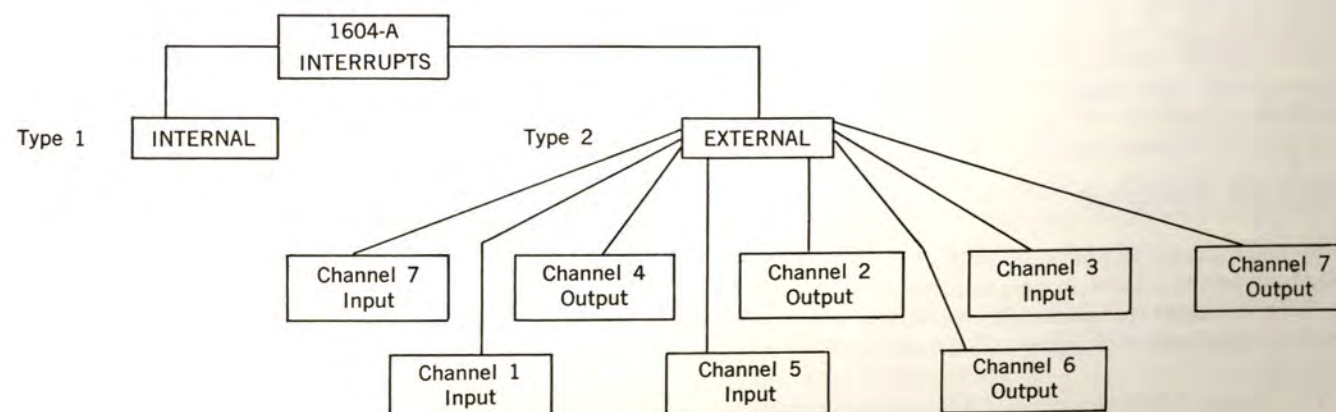 1604-A
INTERRUPTS
Type 1
INTERNAL
Type 2
EXTERNAL
Channel 7
Input
Channel 4
Output
Channel 2
Output
Channel 3
Input
Channel 7
Output
Channel 1
Input
Channel 5
Input
Channel 6
Output